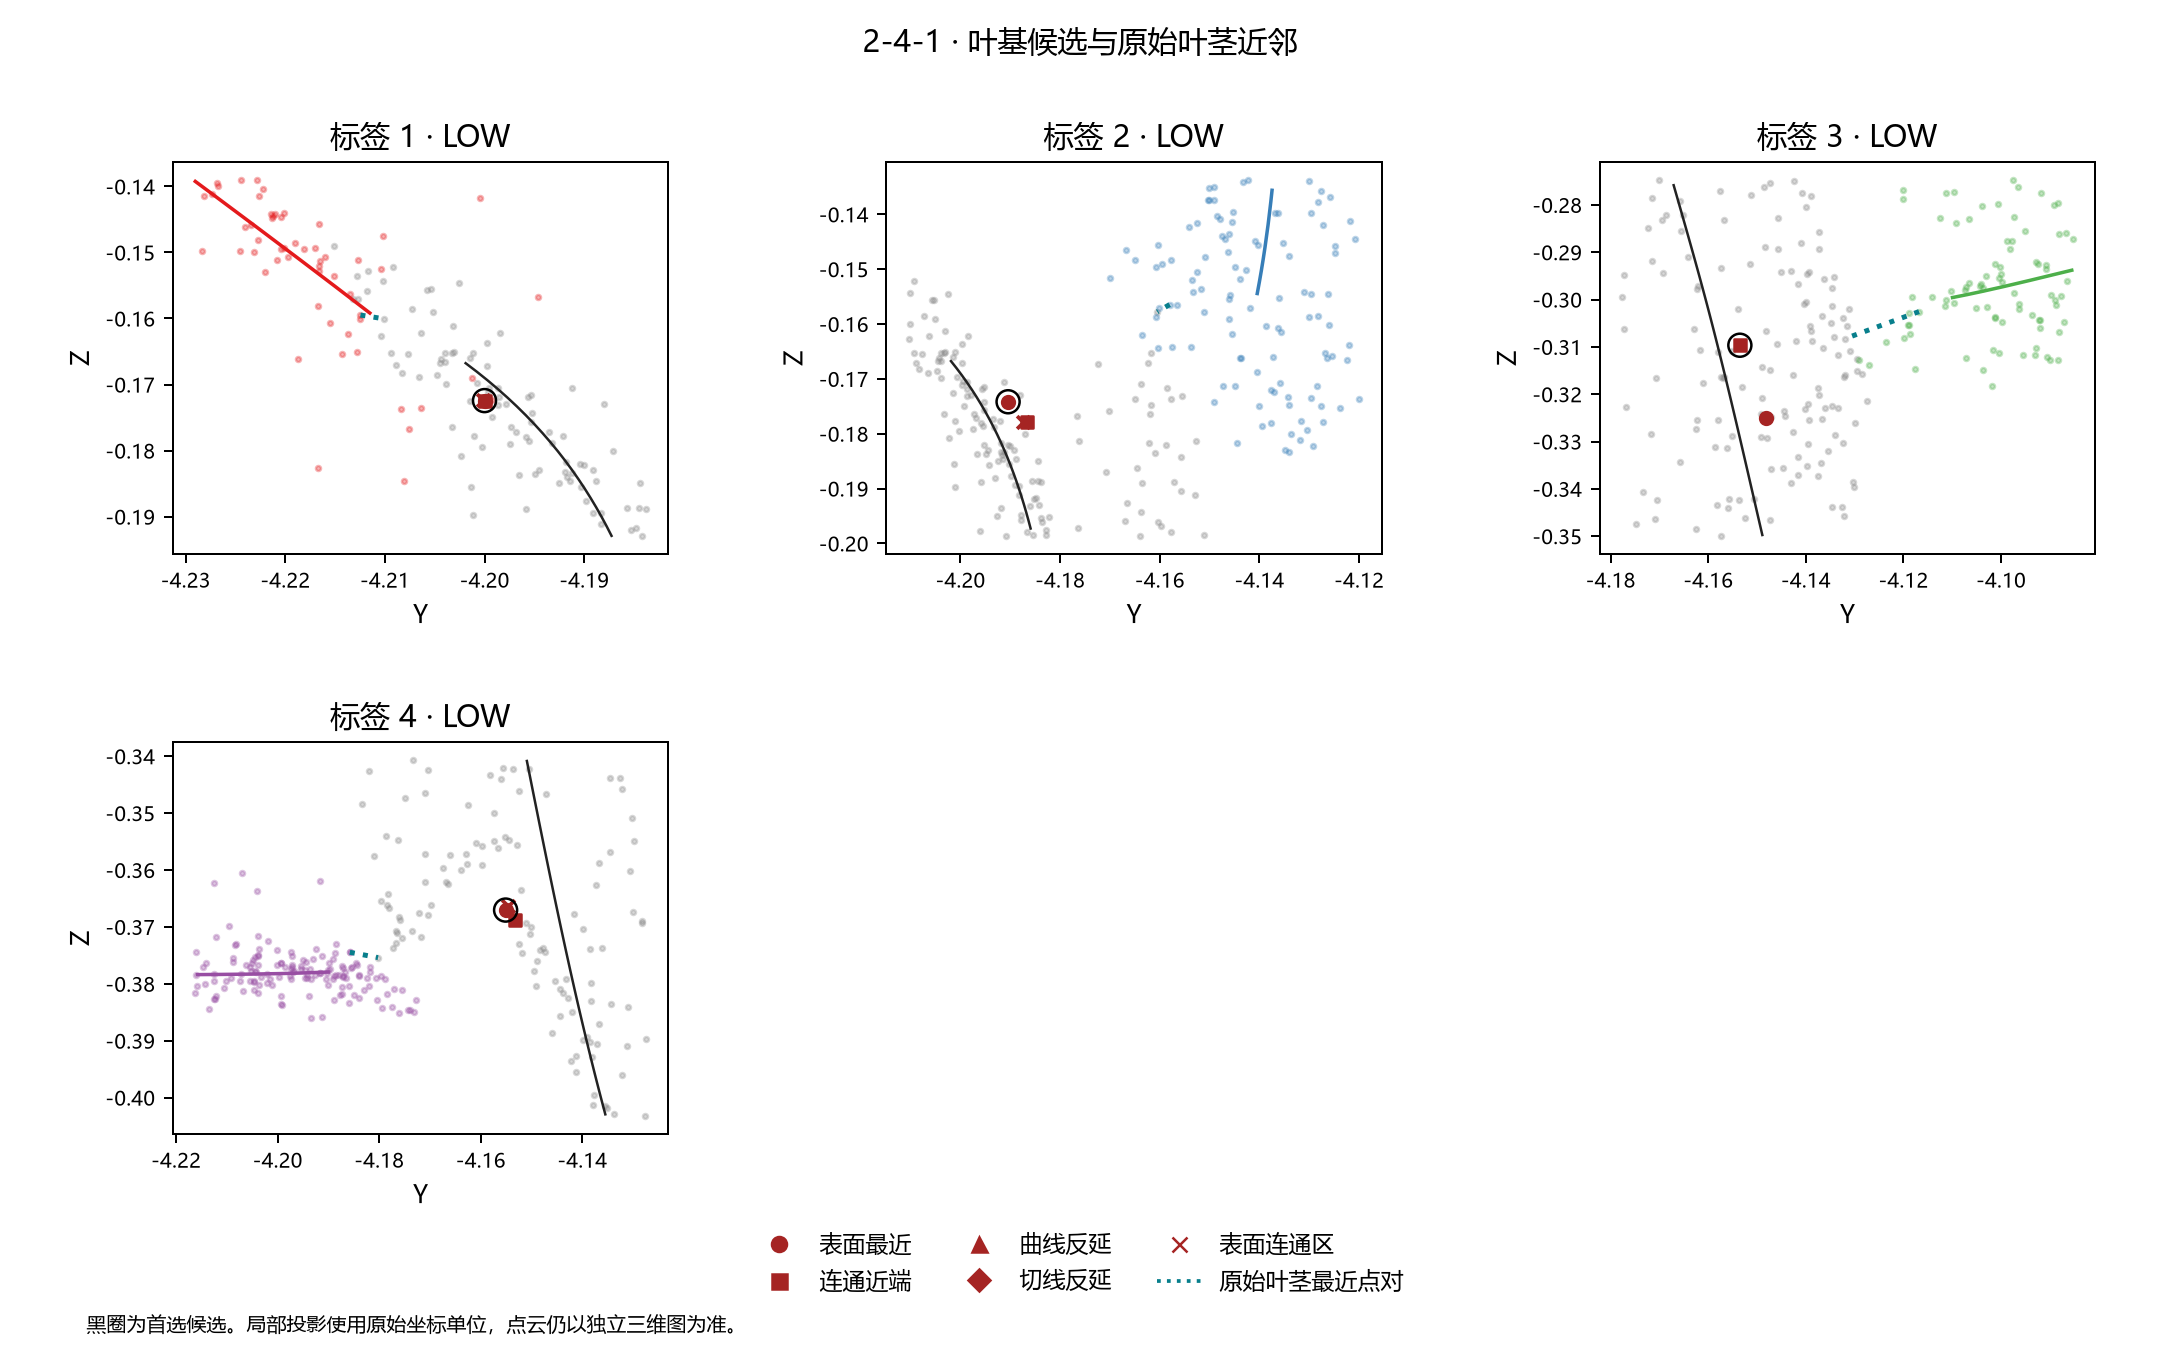 2-4-1 · 叶基候选与原始叶茎近邻
标签 1 · LOW
标签 2 · LOW
标签 3 · LOW
-0.14
-0.15
-0.16
-0.17
-0.18
-0.19
Z
-4.23 -4.22 -4.21 -4.20 -4.19
Y
-0.14
-0.15
-0.16
-0.17
-0.18
-0.19
-0.20
Z
-4.20 -4.18 -4.16 -4.14 -4.12
Y
-0.28
-0.29
-0.30
-0.31
-0.32
-0.33
-0.34
-0.35
Z
-4.18 -4.16 -4.14 -4.12 -4.10
Y
标签 4 · LOW
-0.34
-0.35
-0.36
-0.37
-0.38
-0.39
-0.40
Z
-4.22 -4.20 -4.18 -4.16 -4.14
Y
表面最近 曲线反延 表面连通区
连通近端 切线反延 原始叶茎最近点对
黑圈为首选候选。局部投影使用原始坐标单位，点云仍以独立三维图为准。